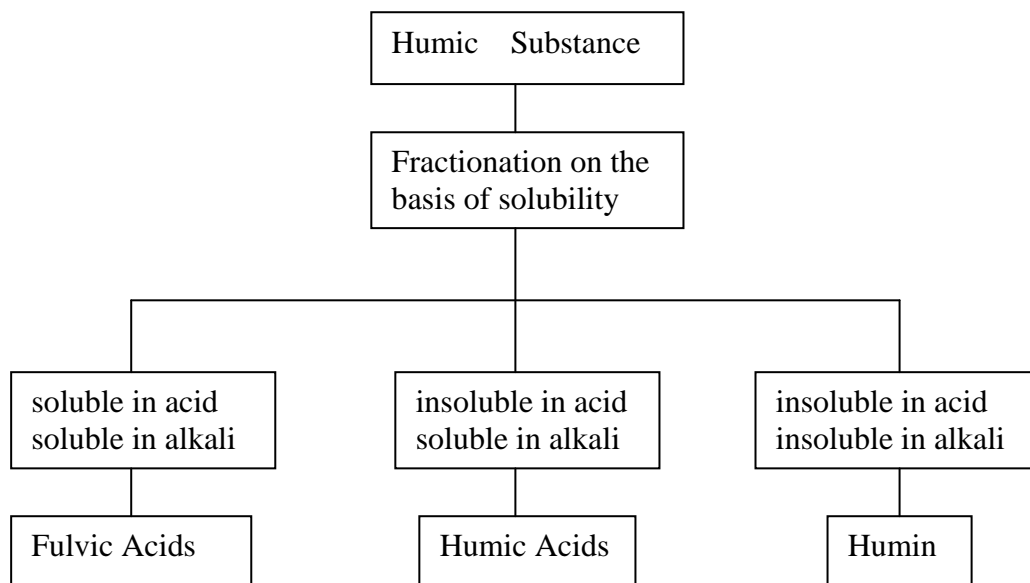 Humic Substance
Fractionation on the
basis of solubility
soluble in acid
soluble in alkali
insoluble in acid
soluble in alkali
insoluble in acid
insoluble in alkali
Fulvic Acids
Humic Acids
Humin